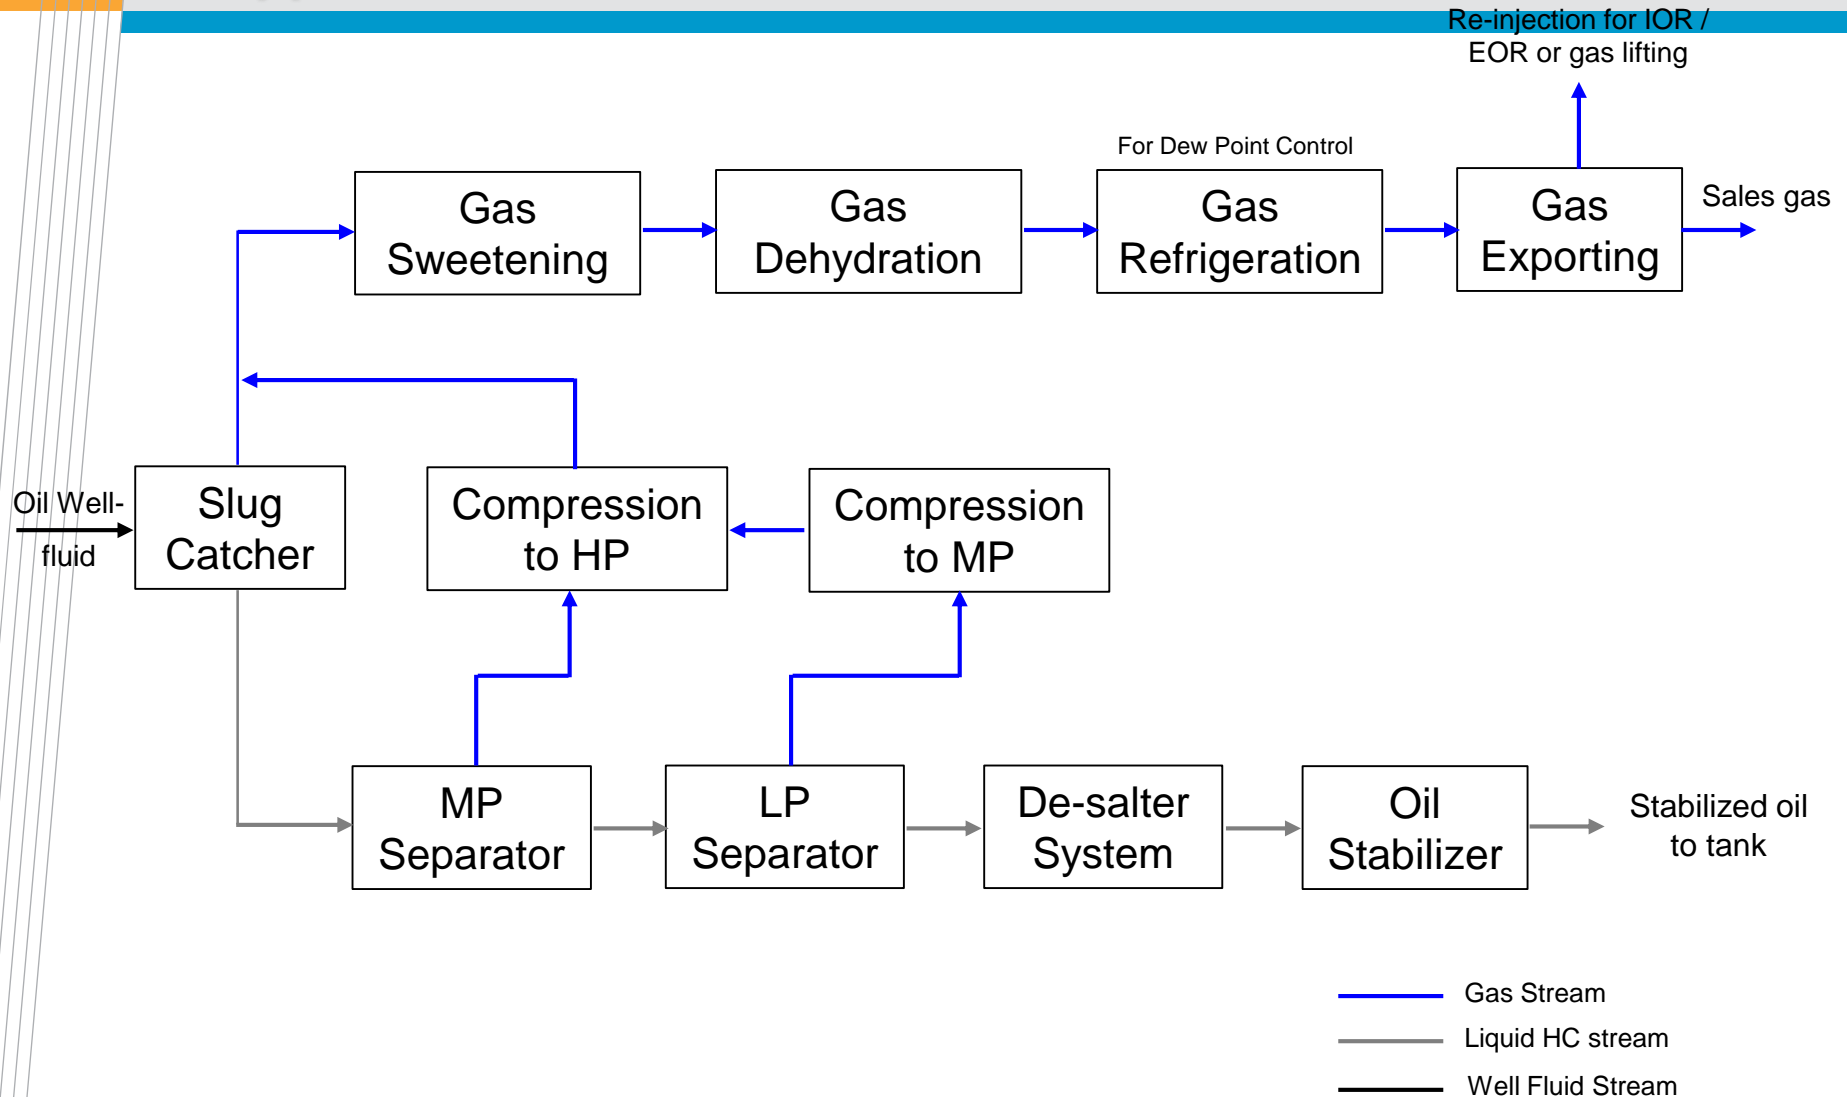 Re-injection for IOR /
EOR or gas lifting
For Dew Point Control
Gas
Sweetening
Gas
Dehydration
Gas
Refrigeration
Gas
Exporting
Sales gas
Oil Well-
fluid
Slug
Catcher
Compression
to HP
Compression
to MP
MP
Separator
LP
Separator
De-salter
System
Oil
Stabilizer
Stabilized oil
to tank
Gas Stream
Liquid HC stream
Well Fluid Stream